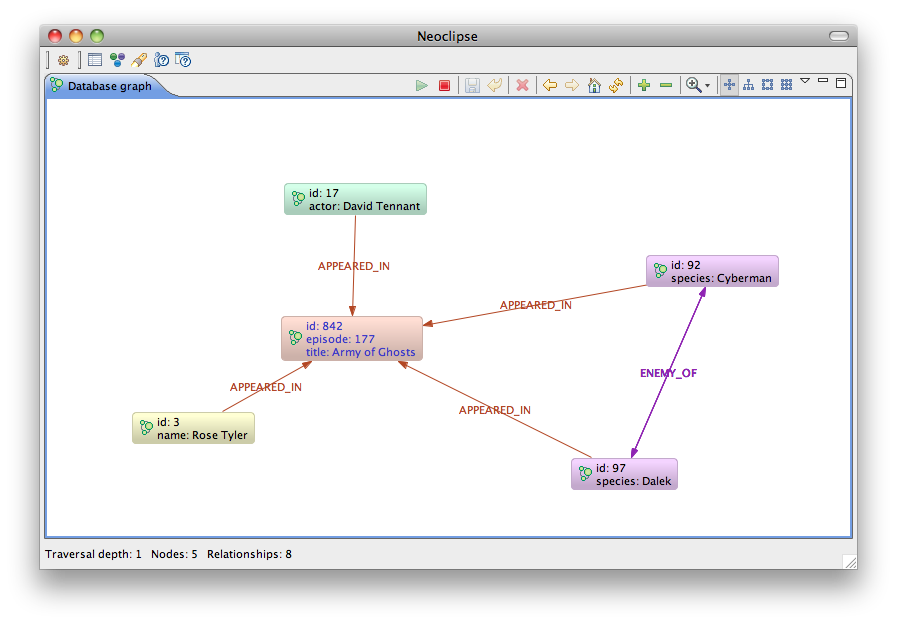 Neoclipse
Database graph
id: 17
actor: David Tennant
APPEARED_IN
id: 92
species: Cyberman
APPEARED_IN
id: 842
episode: 177
title: Army of Ghosts
ENEMY_OF
APPEARED_IN
APPEARED_IN
id: 3
name: Rose Tyler
id: 97
species: Dalek
Traversal depth: 1 Nodes: 5 Relationships: 8